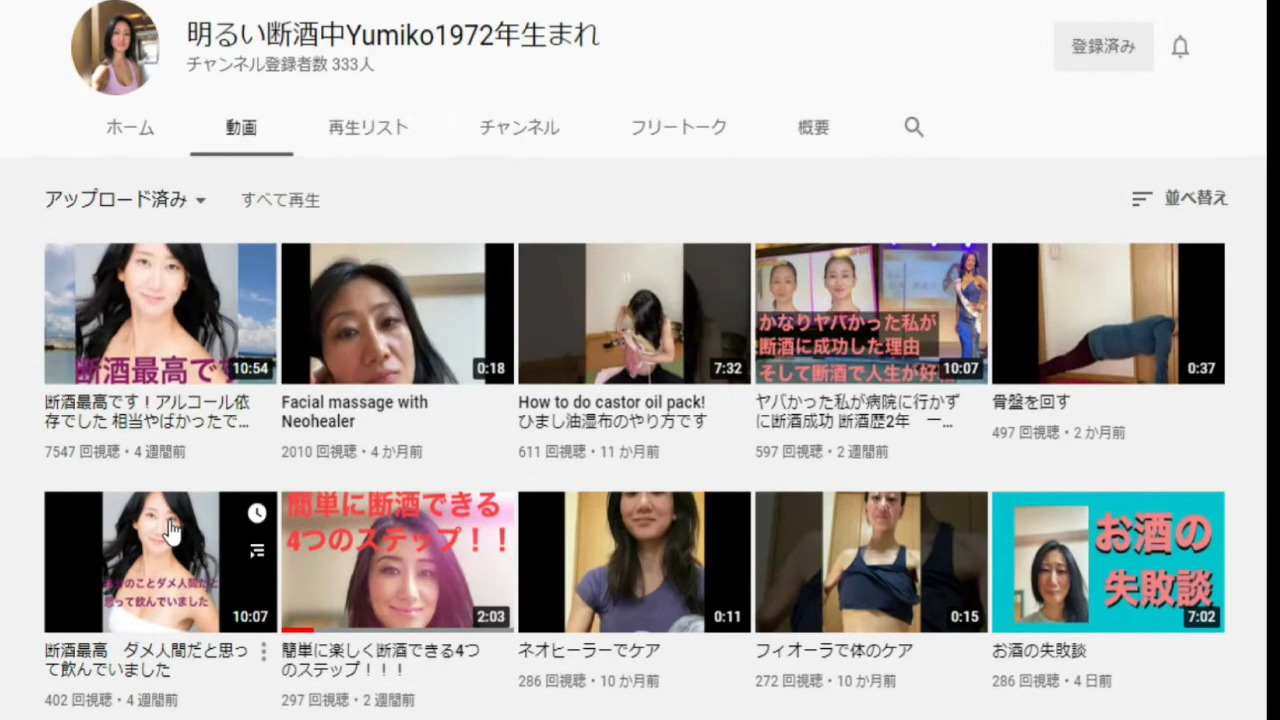 明るい断酒中Yumiko1972年生まれ
チャンネル登録者数 333人
登録済み
ホーム
動画
再生リスト
チャンネル
フリートーク
概要
アップロード済み
すべて再生
並べ替え
断酒最高で
10:54
0:18
7:32
かなりヤバかった私が
断酒に成功した理由
そして断酒で人生が好
10:07
0:37
断酒最高です！アルコール依
存でした 相当やばかったで...
7547 回視聴・4 週間前
Facial massage with
Neohealer
2010 回視聴・4 か月前
How to do castor oil pack!
ひまし油湿布のやり方です
611 回視聴・11 か月前
ヤバかった私が病院に行かず
に断酒成功 断酒歴2年　一...
597 回視聴・2 週間前
骨盤を回す
497 回視聴・2 か月前
のことダメ人間だと
思って飲んでいました
10:07
簡単に断酒できる
4つのステップ！！
2:03
0:11
0:15
お酒の
失敗談
7:02
断酒最高　ダメ人間だと思っ
て飲んでいました
402 回視聴・4 週間前
簡単に楽しく断酒できる4つ
のステップ！！！
297 回視聴・2 週間前
ネオヒーラーでケア
286 回視聴・10 か月前
フィオーラで体のケア
272 回視聴・10 か月前
お酒の失敗談
286 回視聴・4 日前